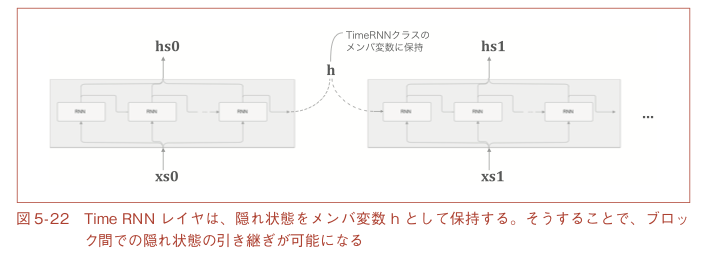 TimeRNNクラスの
メンバ変数に保持
hs0
hs1
h
RNN
RNN
RNN
RNN
RNN
RNN
...
xs0
xs1
図 5-22 Time RNN レイヤは、隠れ状態をメンバ変数 h として保持する。そうすることで、ブロッ
ク間での隠れ状態の引き継ぎが可能になる